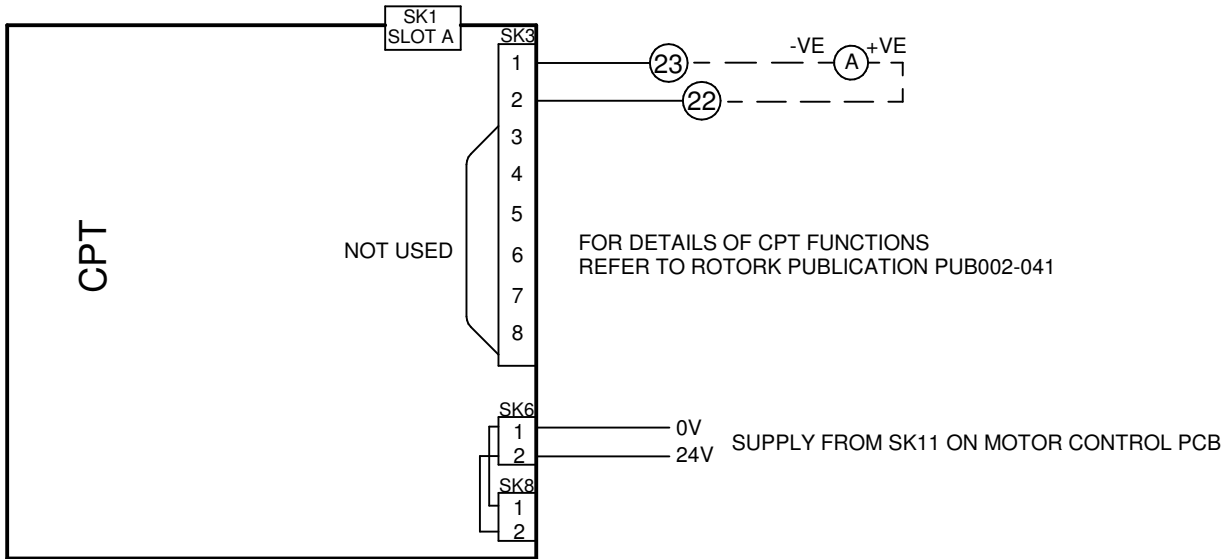 SK1
SLOT A
SK3
1
23
-VE
A
+VE
2
22
3
4
5
6
7
8
CPT
NOT USED
FOR DETAILS OF CPT FUNCTIONS
REFER TO ROTORK PUBLICATION PUB002-041
SK6
1
0V
2
24V
SUPPLY FROM SK11 ON MOTOR CONTROL PCB
SK8
1
2